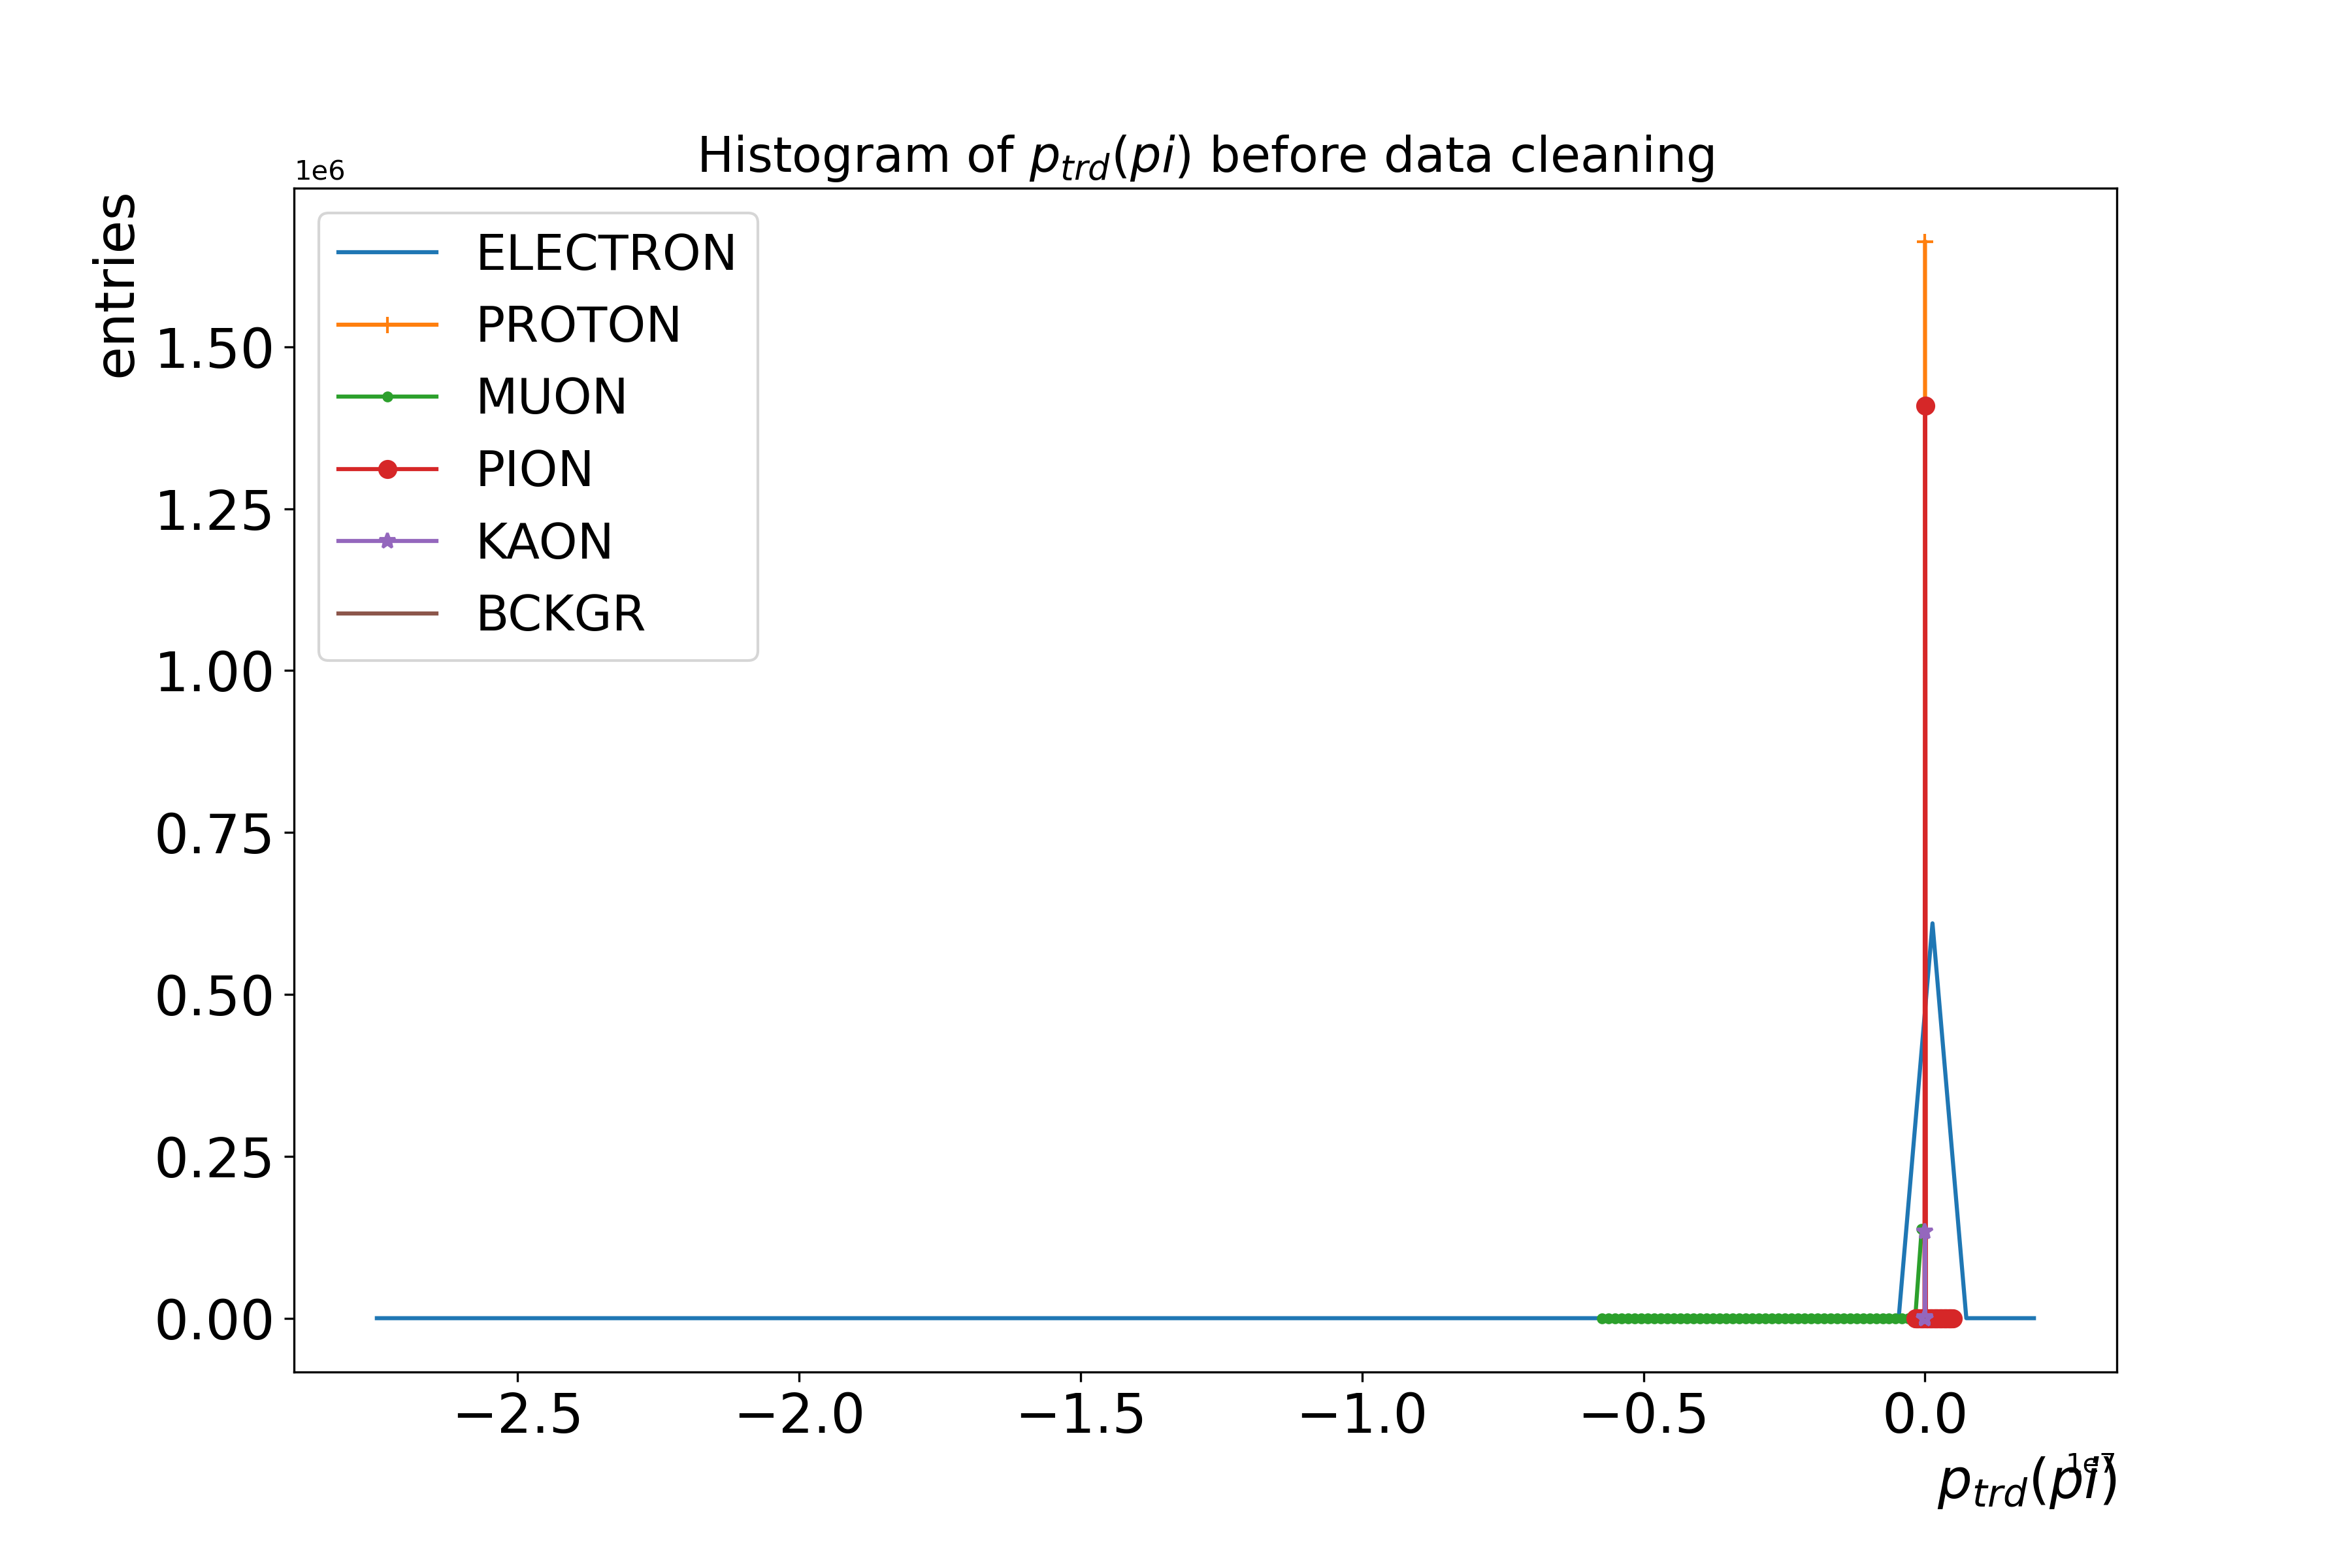 Histogram of p_trd(pi) before data cleaning
1e6
entries
ELECTRON
PROTON
MUON
PION
KAON
BCKGR
1.50
1.25
1.00
0.75
0.50
0.25
0.00
−2.5 −2.0 −1.5 −1.0 −0.5 0.0
1e7
p_trd(pi)